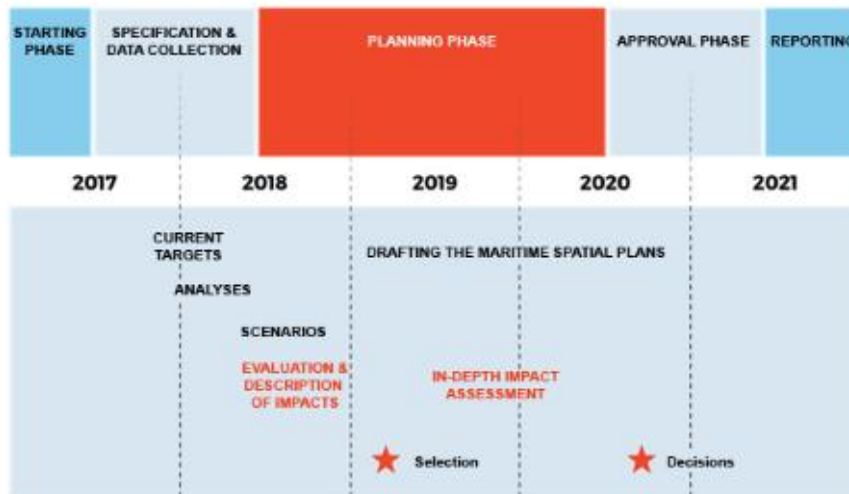 STARTING
PHASE
SPECIFICATION &
DATA COLLECTION
PLANNING PHASE
APPROVAL PHASE
REPORTING
2017
2018
2019
2020
2021
CURRENT
TARGETS
DRAFTING THE MARITIME SPATIAL PLANS
ANALYSES
SCENARIOS
EVALUATION &
DESCRIPTION
OF IMPACTS
IN-DEPTH IMPACT
ASSESSMENT
Selection
Decisions